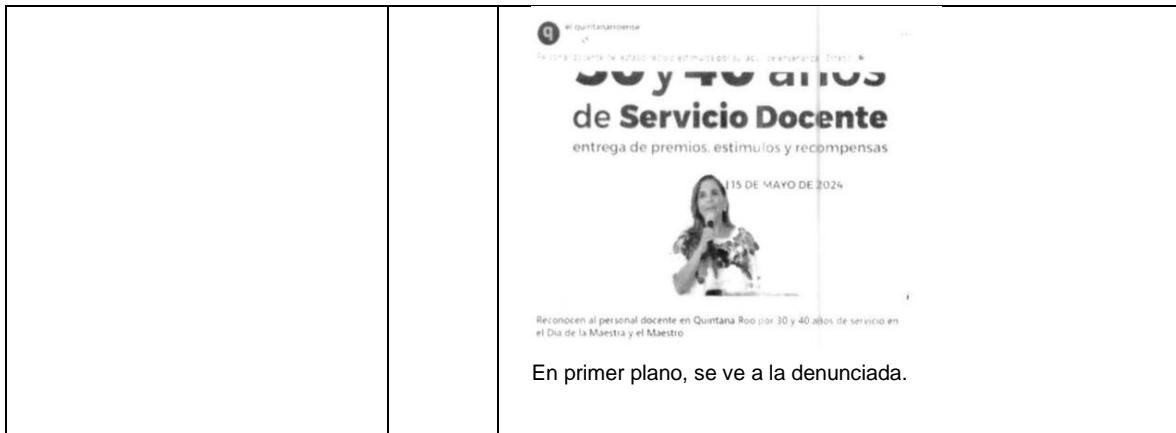 el quintanarroense
30 y 40 años
de Servicio Docente
entrega de premios, estímulos y recompensas
15 DE MAYO DE 2024
Reconocen al personal docente en Quintana Roo por 30 y 40 años de servicio en
el Día de la Maestra y el Maestro
En primer plano, se ve a la denunciada.